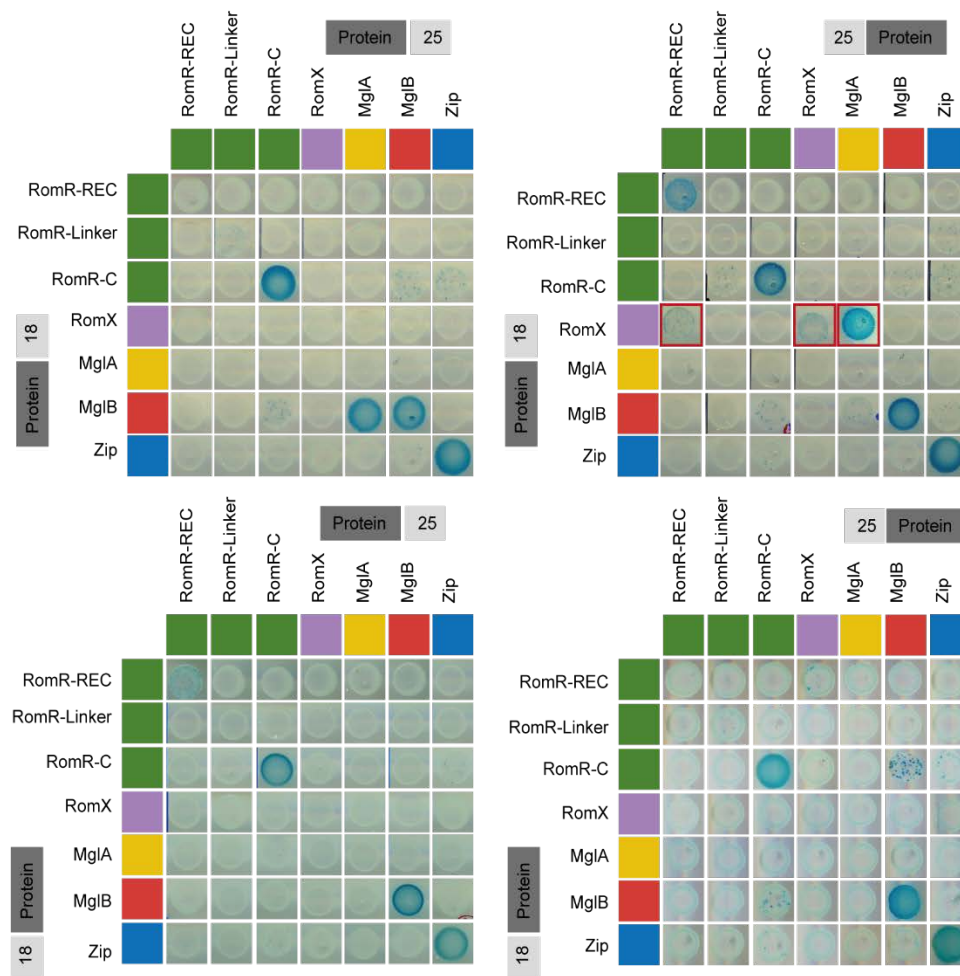 Protein 25
RomR-REC
RomR-Linker
RomR-C
RomX
MglA
MglB
Zip
RomR-REC
RomR-Linker
RomR-C
RomX
MglA
MglB
Zip
18
Protein
25 Protein
RomR-REC
RomR-Linker
RomR-C
RomX
MglA
MglB
Zip
RomR-REC
RomR-Linker
RomR-C
RomX
MglA
MglB
Zip
18
Protein
Protein 25
RomR-REC
RomR-Linker
RomR-C
RomX
MglA
MglB
Zip
RomR-REC
RomR-Linker
RomR-C
RomX
MglA
MglB
Zip
Protein
18
25 Protein
RomR-REC
RomR-Linker
RomR-C
RomX
MglA
MglB
Zip
RomR-REC
RomR-Linker
RomR-C
RomX
MglA
MglB
Zip
Protein
18